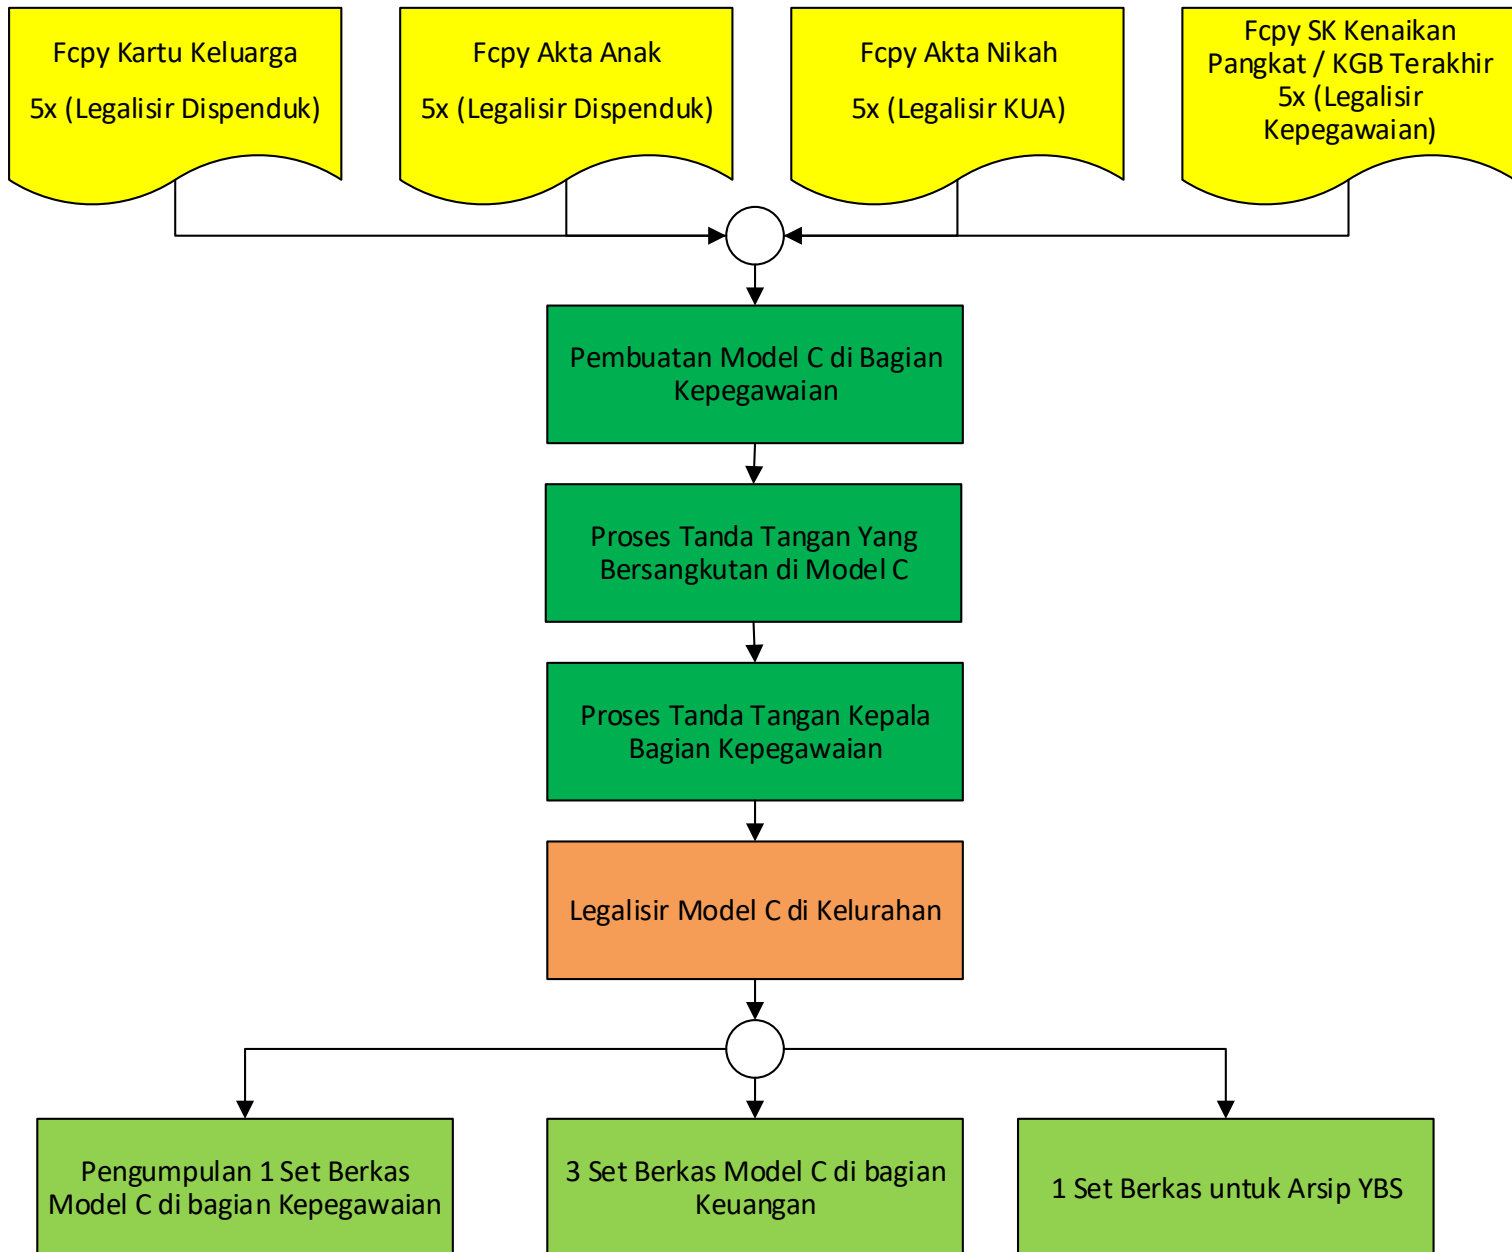 Fcpy Kartu Keluarga
5x (Legalisir Dispenduk)
Fcpy Akta Anak
5x (Legalisir Dispenduk)
Fcpy Akta Nikah
5x (Legalisir KUA)
Fcpy SK Kenaikan
Pangkat / KGB Terakhir
5x (Legalisir
Kepegawaian)
Pembuatan Model C di Bagian
Kepegawaian
Proses Tanda Tangan Yang
Bersangkutan di Model C
Proses Tanda Tangan Kepala
Bagian Kepegawaian
Legalisir Model C di Kelurahan
Pengumpulan 1 Set Berkas
Model C di bagian Kepegawaian
3 Set Berkas Model C di bagian
Keuangan
1 Set Berkas untuk Arsip YBS